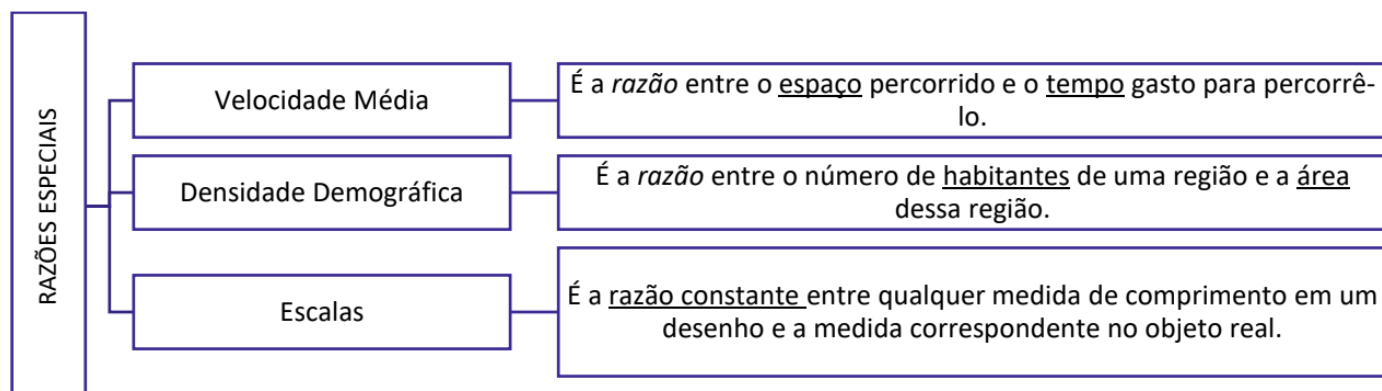 RAZÕES ESPECIAIS
Velocidade Média
É a razão entre o espaço percorrido e o tempo gasto para percorrê-
lo.
Densidade Demográfica
É a razão entre o número de habitantes de uma região e a área
dessa região.
Escalas
É a razão constante entre qualquer medida de comprimento em um
desenho e a medida correspondente no objeto real.